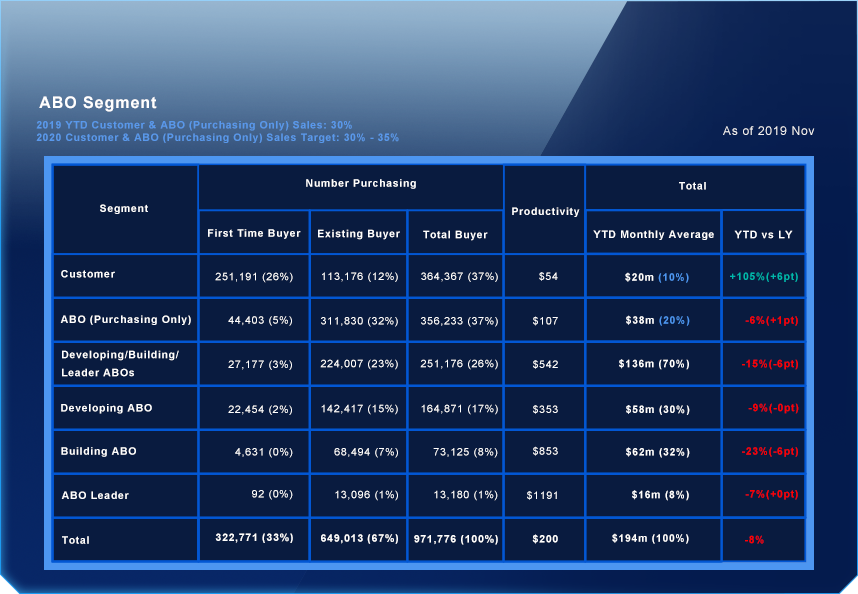 ABO Segment
2019 YTD Customer & ABO (Purchasing Only) Sales: 30%
2020 Customer & ABO (Purchasing Only) Sales Target: 30% - 35%
As of 2019 Nov
Segment
Number Purchasing
Productivity
Total
First Time Buyer
Existing Buyer
Total Buyer
YTD Monthly Average
YTD vs LY
Customer
251,191 (26%)
113,176 (12%)
364,367 (37%)
$54
$20m (10%)
+105%(+6pt)
ABO (Purchasing Only)
44,403 (5%)
311,830 (32%)
356,233 (37%)
$107
$38m (20%)
-6%(+1pt)
Developing/Building/
Leader ABOs
27,177 (3%)
224,007 (23%)
251,176 (26%)
$542
$136m (70%)
-15%(-6pt)
Developing ABO
22,454 (2%)
142,417 (15%)
164,871 (17%)
$353
$58m (30%)
-9%(-0pt)
Building ABO
4,631 (0%)
68,494 (7%)
73,125 (8%)
$853
$62m (32%)
-23%(-6pt)
ABO Leader
92 (0%)
13,096 (1%)
13,180 (1%)
$1191
$16m (8%)
-7%(+0pt)
Total
322,771 (33%)
649,013 (67%)
971,776 (100%)
$200
$194m (100%)
-8%